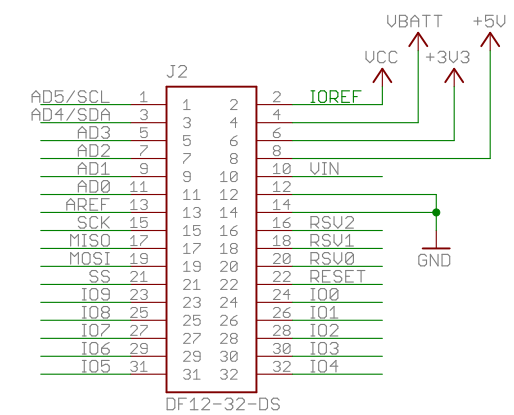 VBATT +5V
VCC +3V3
J2
AD5/SCL 1 1 2 2 IOREF
AD4/SDA 3 3 4 4
AD3 5 5 6 6
AD2 7 7 8 8
AD1 9 9 10 10 VIN
AD0 11 11 12 12
AREF 13 13 14 14
SCK 15 15 16 16 RSV2
MISO 17 17 18 18 RSV1
MOSI 19 19 20 20 RSV0
SS 21 21 22 22 RESET
IO9 23 23 24 24 IO0
IO8 25 25 26 26 IO1
IO7 27 27 28 28 IO2
IO6 29 29 30 30 IO3
IO5 31 31 32 32 IO4
GND
DF12-32-DS